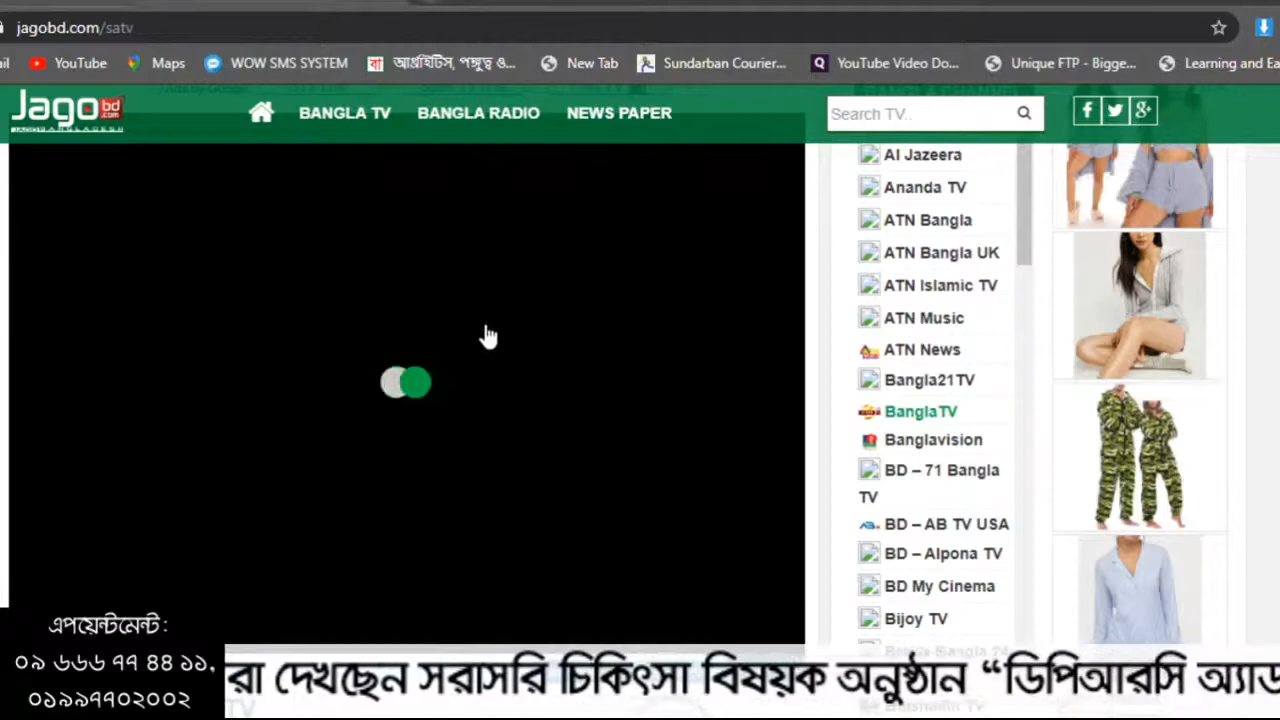 jagobd.com/satv
il YouTube Maps WOW SMS SYSTEM New Tab Sundarban Courier... YouTube Video Do... Unique FTP - Bigge... Learning and Ea
Jago bd .com BANGLA TV BANGLA RADIO NEWS PAPER Search TV..
Al Jazeera
Ananda TV
ATN Bangla
ATN Bangla UK
ATN Islamic TV
ATN Music
ATN News
Bangla21TV
BanglaTV
Banglavision
BD – 71 Bangla
TV
BD – AB TV USA
BD – Alpona TV
BD My Cinema
Bijoy TV
এপয়েন্টমেন্ট:
০৯ ৬৬৬ ৭৭ ৪৪ ১১,
০১৯৯৭৭০২০০২
রা দেখছেন সরাসরি চিকিৎসা বিষয়ক অনুষ্ঠান “ডিপিআরসি অ্যাড